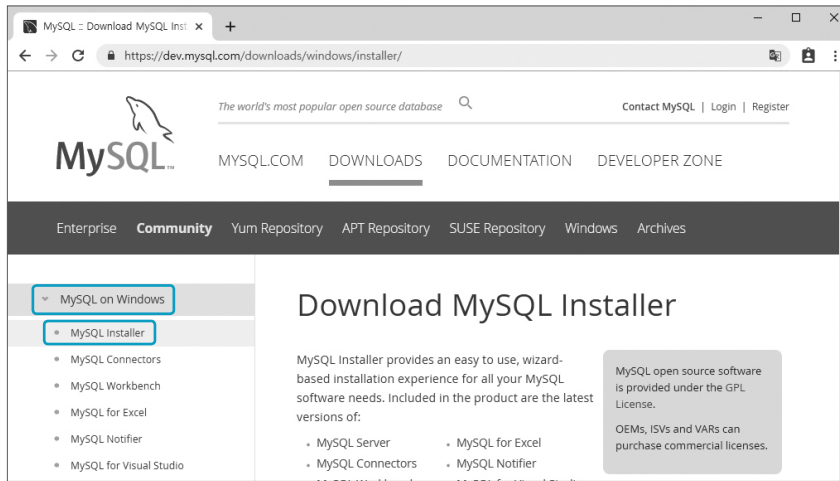 MySQL :: Download MySQL Inst
https://dev.mysql.com/downloads/windows/installer/
The world's most popular open source database
Contact MySQL | Login | Register
MySQL™
MYSQL.COM DOWNLOADS DOCUMENTATION DEVELOPER ZONE
Enterprise Community Yum Repository APT Repository SUSE Repository Windows Archives
MySQL on Windows
MySQL Installer
MySQL Connectors
MySQL Workbench
MySQL for Excel
MySQL Notifier
MySQL for Visual Studio
Download MySQL Installer
MySQL Installer provides an easy to use, wizard-
based installation experience for all your MySQL
software needs. Included in the product are the latest
versions of:
MySQL Server
MySQL Connectors
MySQL for Excel
MySQL Notifier
MySQL open source software
is provided under the GPL
License.
OEMs, ISVs and VARs can
purchase commercial licenses.